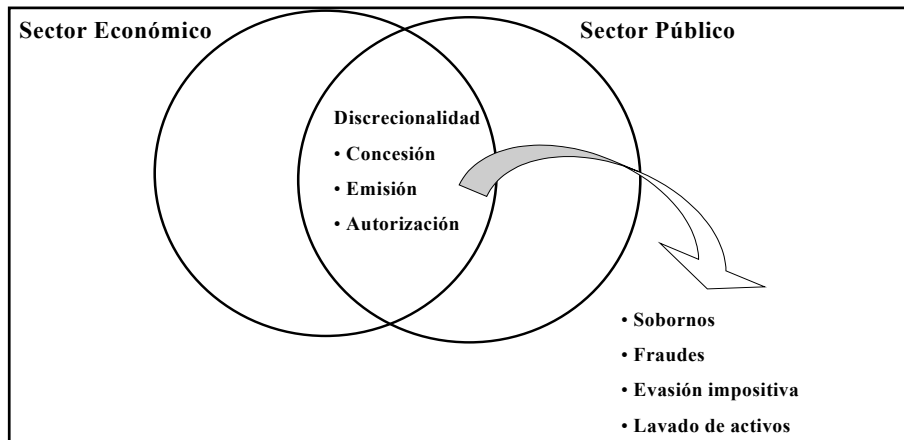 Sector Económico
Sector Público
Discrecionalidad
• Concesión
• Emisión
• Autorización
• Sobornos
• Fraudes
• Evasión impositiva
• Lavado de activos